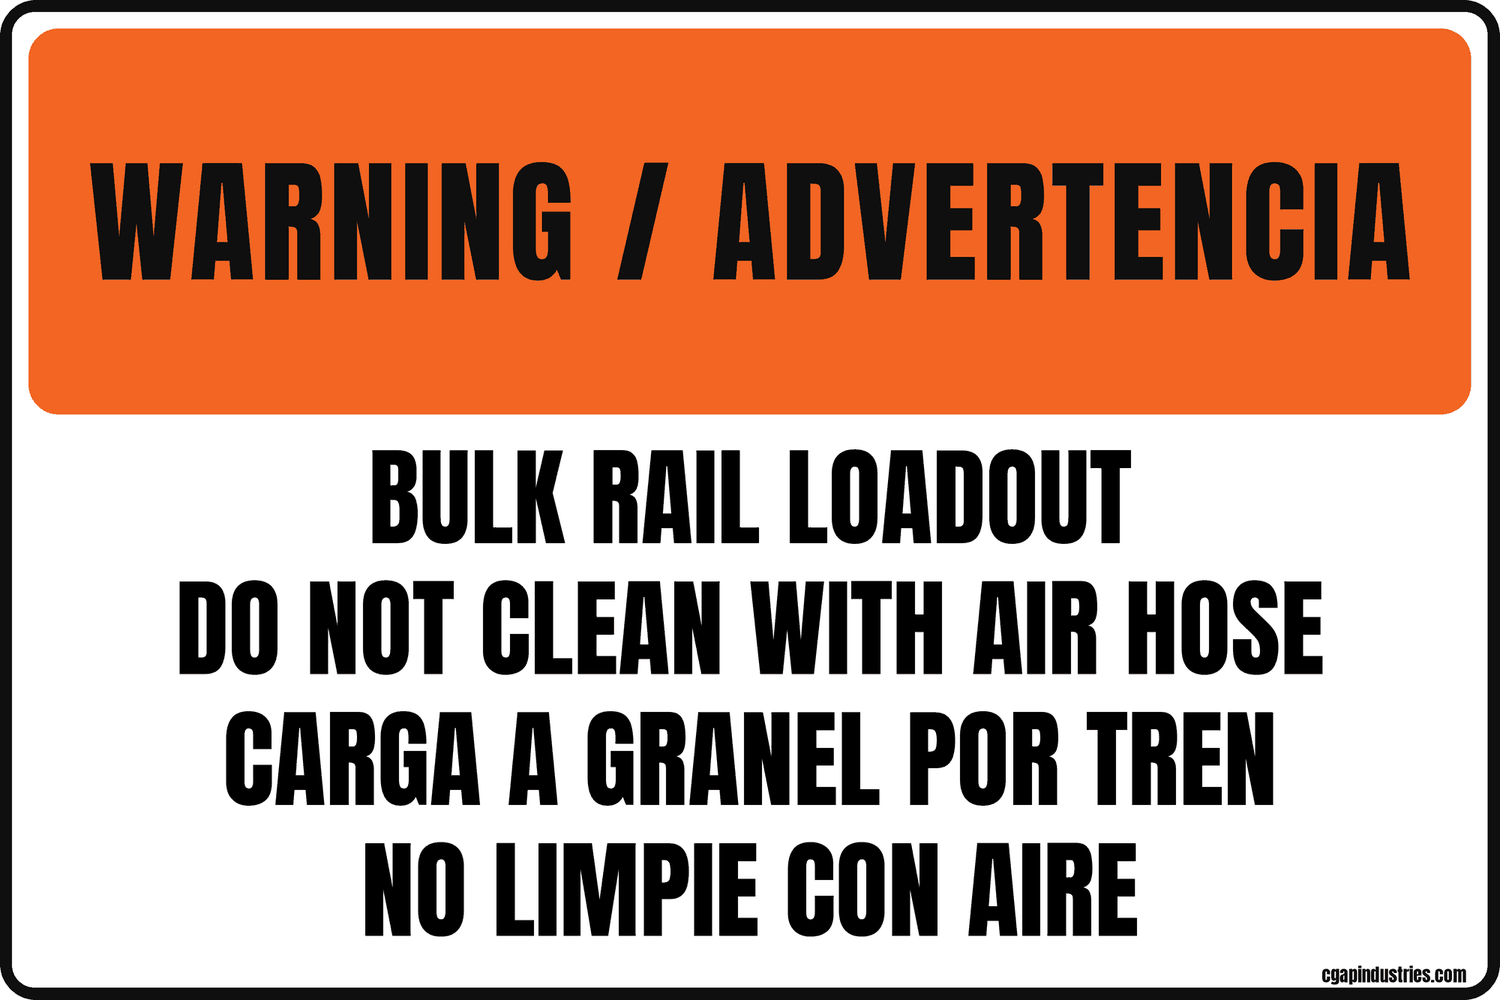 WARNING / ADVERTENCIA
BULK RAIL LOADOUT
DO NOT CLEAN WITH AIR HOSE
CARGA A GRANEL POR TREN
NO LIMPIE CON AIRE
cgapindustries.com